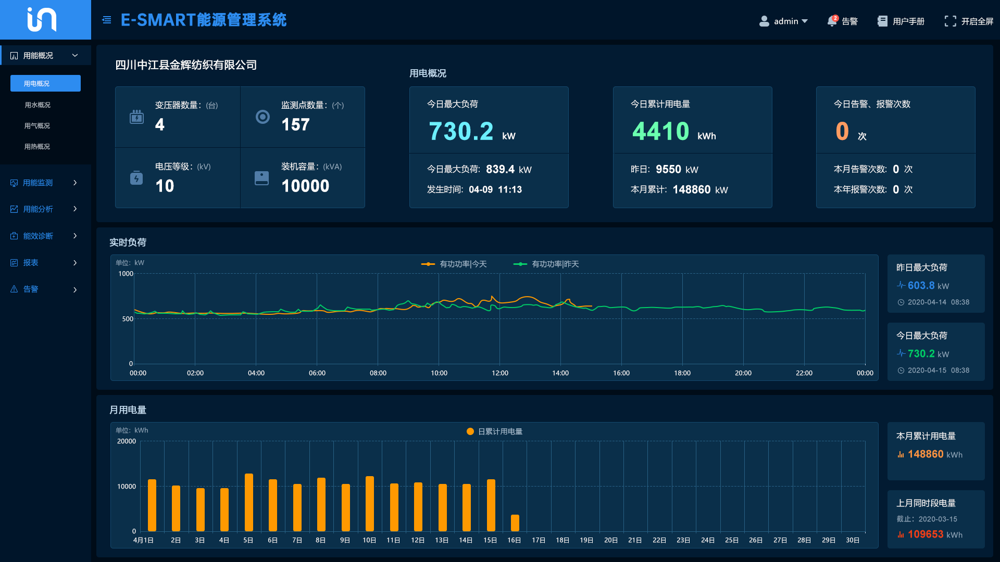 in
E-SMART能源管理系统
admin
2
告警
用户手册
开启全屏
用能概况
用电概况
用水概况
用气概况
用热概况
用能监测
用能分析
能效诊断
报表
告警
四川中江县金辉纺织有限公司
变压器数量：(台)
4
监测点数量：(个)
157
电压等级：(kV)
10
装机容量：(kVA)
10000
用电概况
今日最大负荷
730.2 kW
今日最大负荷: 839.4 kW
发生时间: 04-09 11:13
今日累计用电量
4410 kWh
昨日: 9550 kW
本月累计: 148860 kW
今日告警、报警次数
0 次
本月告警次数: 0 次
本年报警次数: 0 次
实时负荷
单位：kW
有功功率|今天
有功功率|昨天
1000
500
0
00:00 02:00 04:00 06:00 08:00 10:00 12:00 14:00 16:00 18:00 20:00 22:00 00:00
昨日最大负荷
603.8 kW
2020-04-14 08:38
今日最大负荷
730.2 kW
2020-04-15 08:38
月用电量
单位：kWh
日累计用电量
20000
10000
0
4月1日 2日 3日 4日 5日 6日 7日 8日 9日 10日 11日 12日 13日 14日 15日 16日 17日 18日 19日 20日 21日 22日 23日 24日 25日 26日 27日 28日 29日 30日
本月累计用电量
148860 kWh
上月同时段电量
截止：2020-03-15
109653 kWh